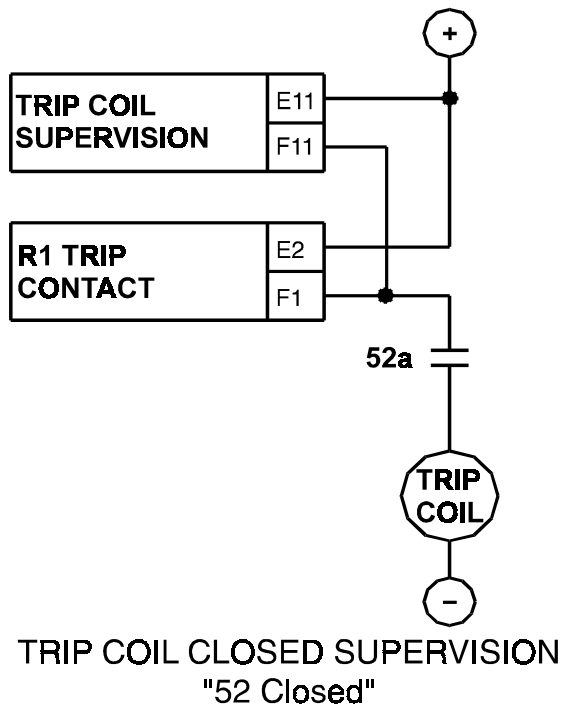 +
TRIP COIL
SUPERVISION
E11
F11
R1 TRIP
CONTACT
E2
F1
52a
TRIP
COIL
−
TRIP COIL CLOSED SUPERVISION
"52 Closed"